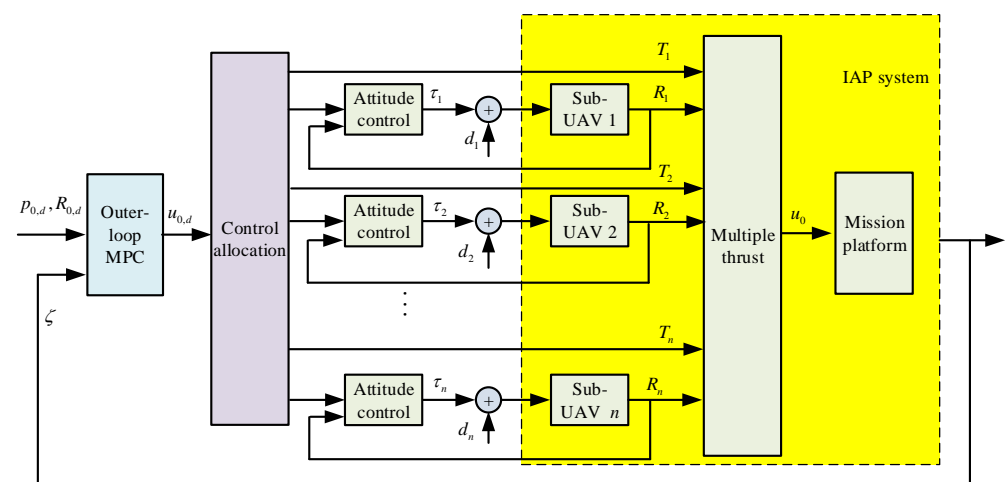 T₁
IAP system
Attitude
control
τ₁
+
d₁
Sub-
UAV 1
R₁
T₂
p₀,d , R₀,d
Outer-
loop
MPC
u₀,d
Control
allocation
Attitude
control
τ₂
+
d₂
Sub-
UAV 2
R₂
Multiple
thrust
u₀
Mission
platform
ζ
⋮
Tₙ
Attitude
control
τₙ
+
dₙ
Sub-
UAV n
Rₙ